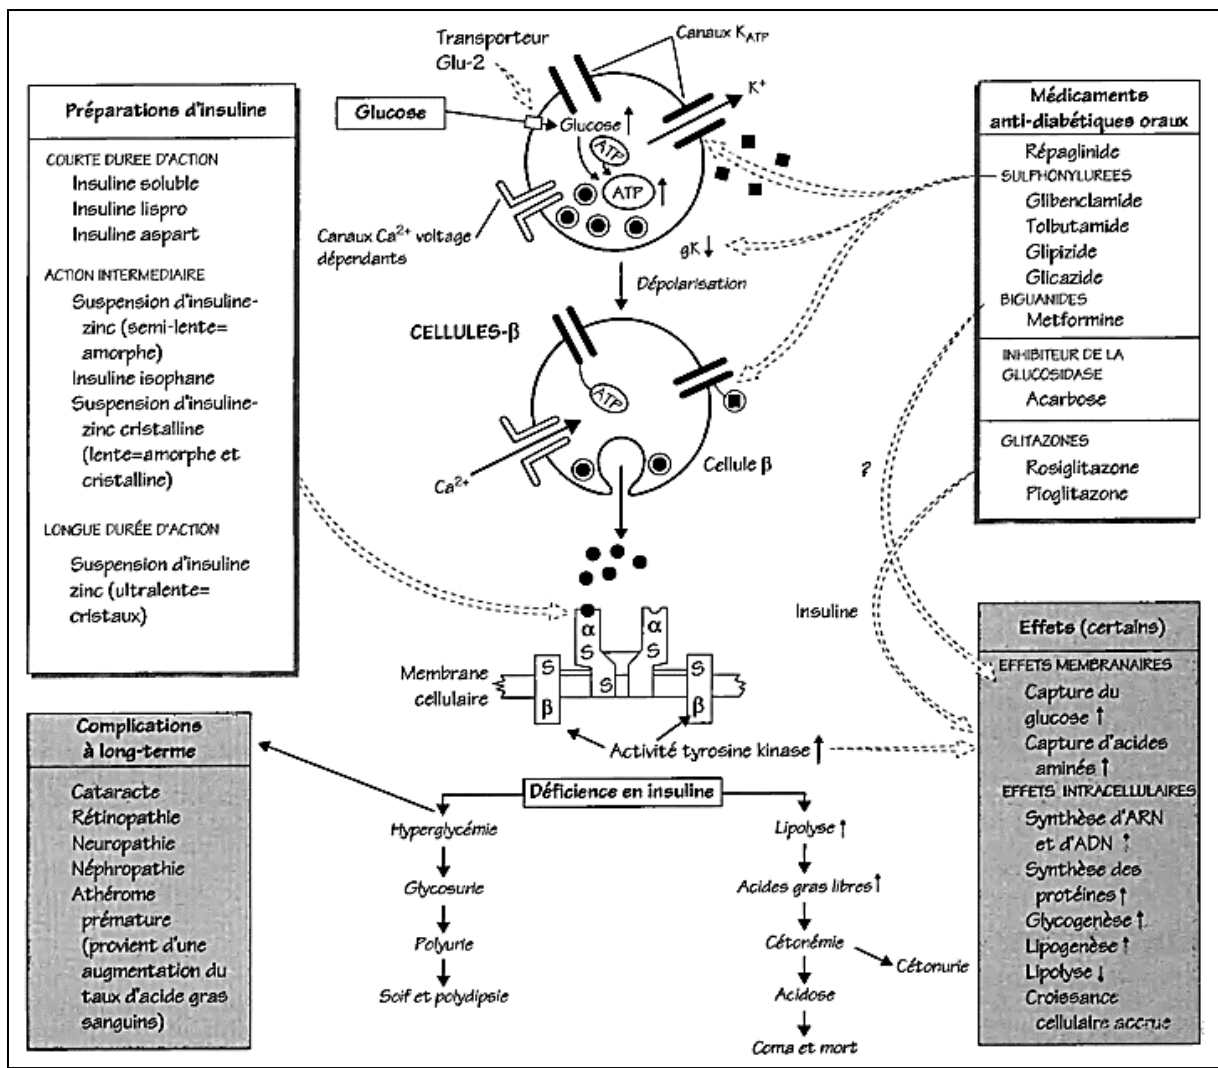 Transporteur
Glu-2
Canaux KATP
K+
Glucose
Glucose ↑
ATP
ATP ↑
Canaux Ca2+ voltage
dépendants
gK ↓
Dépolarisation
CELLULES-β
ATP
Ca2+
Cellule β
Préparations d'insuline
COURTE DUREE D'ACTION
Insuline soluble
Insuline lispro
Insuline aspart
ACTION INTERMEDIAIRE
Suspension d'insuline-
zinc (semi-lente=
amorphe)
Insuline isophane
Suspension d'insuline-
zinc cristalline
(lente=amorphe et
cristalline)
LONGUE DURÉE D'ACTION
Suspension d'insuline
zinc (ultralente=
cristaux)
Médicaments
anti-diabétiques oraux
Répaglinide
SULPHONYLUREES
Glibenclamide
Tolbutamide
Glipizide
Glicazide
BIGUANIDES
Metformine
INHIBITEUR DE LA
GLUCOSIDASE
Acarbose
GLITAZONES
Rosiglitazone
Pioglitazone
?
Insuline
α
S
α
S
S
S
S
β
β
Membrane
cellulaire
Activité tyrosine kinase ↑
Effets (certains)
EFFETS MEMBRANAIRES
Capture du
glucose ↑
Capture d'acides
aminés ↑
EFFETS INTRACELLULAIRES
Synthèse d'ARN
et d'ADN ↑
Synthèse des
protéines ↑
Glycogenèse ↑
Lipogenèse ↑
Lipolyse ↓
Croissance
cellulaire accrue
Complications
à long-terme
Cataracte
Rétinopathie
Neuropathie
Néphropathie
Athérome
prémature
(provient d'une
augmentation du
taux d'acide gras
sanguins)
Déficience en insuline
Hyperglycémie
Glycosurie
Polyurie
Soif et polydipsie
Lipolyse ↑
Acides gras libres ↑
Cétonémie
Cétonurie
Acidose
Coma et mort